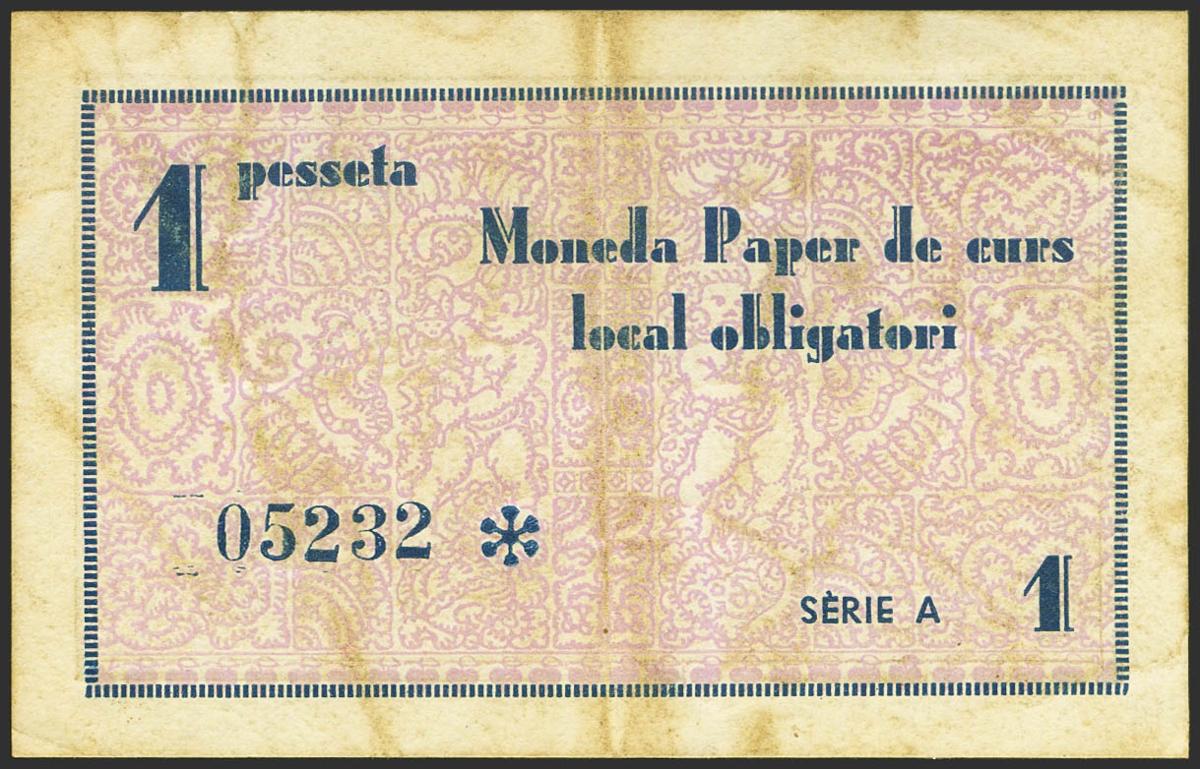 1 pesseta
Moneda Paper de curs
local obligatori
05232 *
SÈRIE A 1